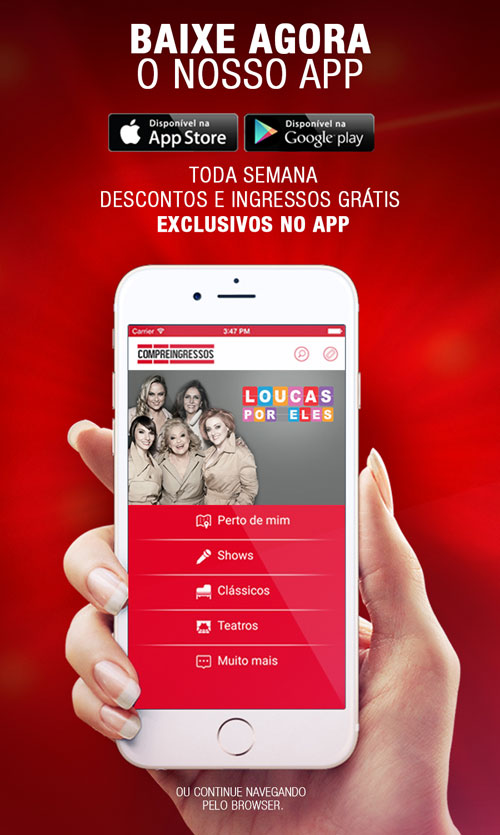 BAIXE AGORA
O NOSSO APP
Disponível na
App Store
Disponível na
Google play
TODA SEMANA
DESCONTOS E INGRESSOS GRÁTIS
EXCLUSIVOS NO APP
Carrier 3:47 PM
COMPREINGRESSOS
LOUCAS
POR ELES
Perto de mim
Shows
Clássicos
Teatros
Muito mais
OU CONTINUE NAVEGANDO
PELO BROWSER.